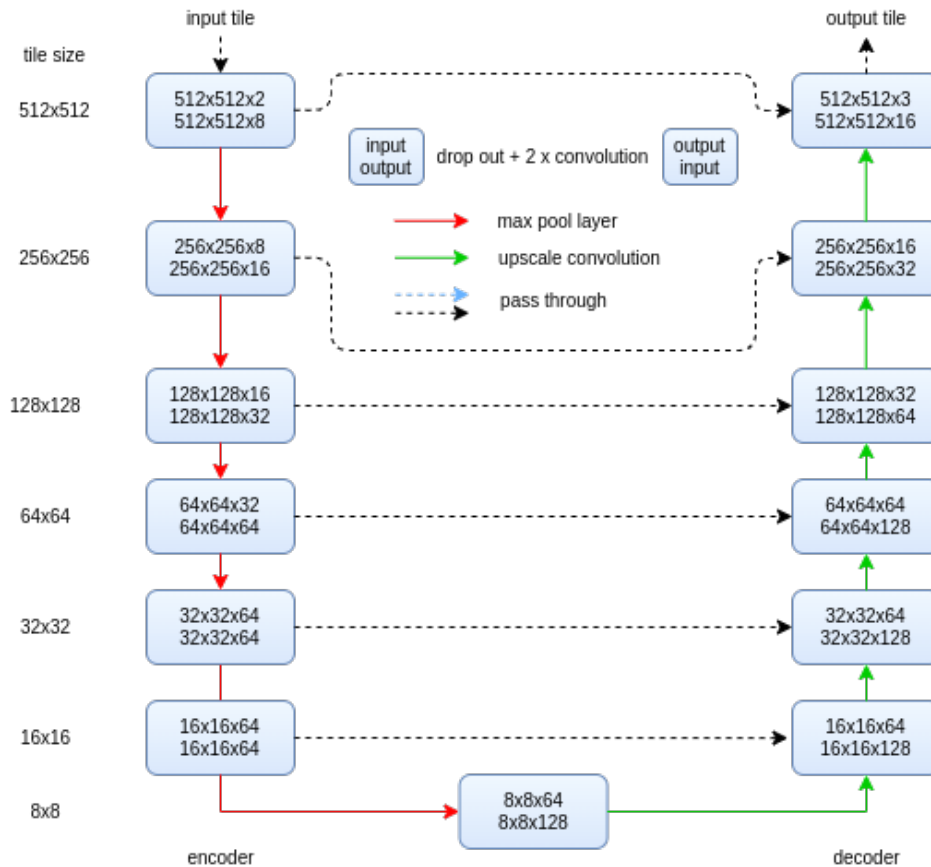 input tile
output tile
tile size
512x512
512x512x2
512x512x8
512x512x3
512x512x16
input
output
drop out + 2 x convolution
output
input
max pool layer
256x256
256x256x8
256x256x16
upscale convolution
256x256x16
256x256x32
pass through
128x128
128x128x16
128x128x32
128x128x32
128x128x64
64x64
64x64x32
64x64x64
64x64x64
64x64x128
32x32
32x32x64
32x32x64
32x32x64
32x32x128
16x16
16x16x64
16x16x64
16x16x64
16x16x128
8x8
8x8x64
8x8x128
encoder
decoder